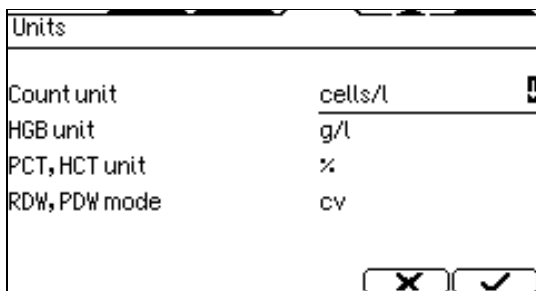 Units
Count unit cells/l
HGB unit g/l
PCT, HCT unit %
RDW, PDW mode cv